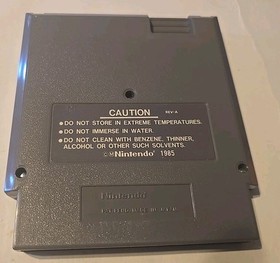 CAUTION REV-A
●DO NOT STORE IN EXTREME TEMPERATURES.
●DO NOT IMMERSE IN WATER.
●DO NOT CLEAN WITH BENZENE, THINNER,
ALCOHOL OR OTHER SUCH SOLVENTS.
Nintendo 1985
Nintendo